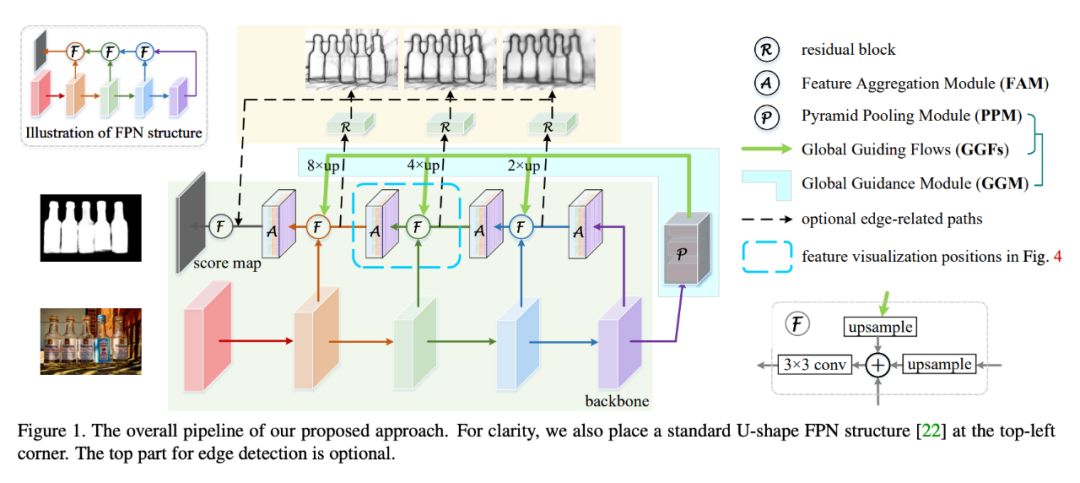 F
F
F
Illustration of FPN structure
R
R
R
8×up
4×up
2×up
F
A
F
A
F
A
F
A
P
score map
backbone
R residual block
A Feature Aggregation Module (FAM)
P Pyramid Pooling Module (PPM)
Global Guiding Flows (GGFs)
Global Guidance Module (GGM)
optional edge-related paths
feature visualization positions in Fig. 4
F
upsample
3×3 conv + upsample
Figure 1. The overall pipeline of our proposed approach. For clarity, we also place a standard U-shape FPN structure [22] at the top-left
corner. The top part for edge detection is optional.